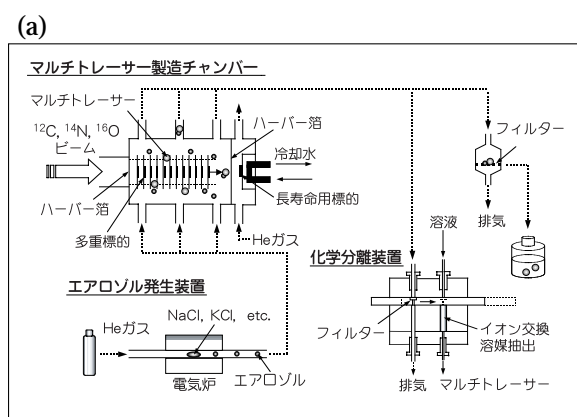 (a)
マルチトレーサー製造チャンバー
マルチトレーサー
12C, 14N, 16O
ビーム
ハーバー箔
冷却水
フィルター
ハーバー箔
長寿命用標的
多重標的
Heガス
排気
溶液
化学分離装置
エアロゾル発生装置
NaCl, KCl, etc.
Heガス
フィルター
イオン交換
溶媒抽出
エアロゾル
電気炉
排気
マルチトレーサー